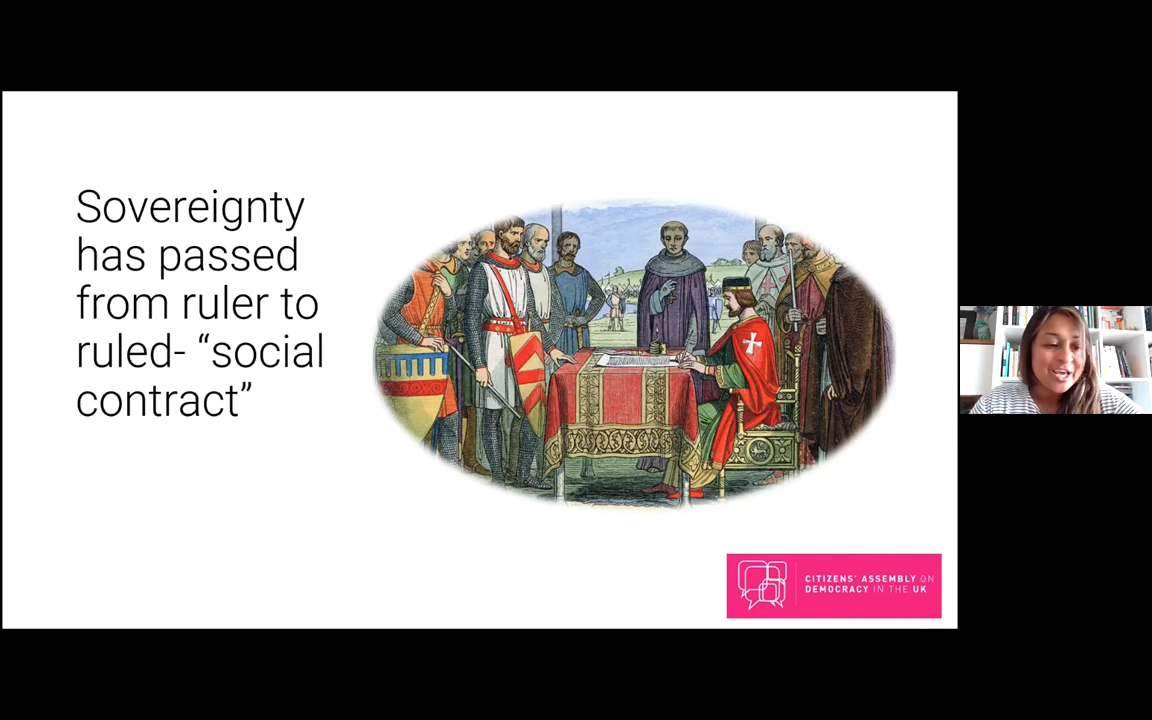 Sovereignty
has passed
from ruler to
ruled- “social
contract”
CITIZENS’ ASSEMBLY ON
DEMOCRACY IN THE UK